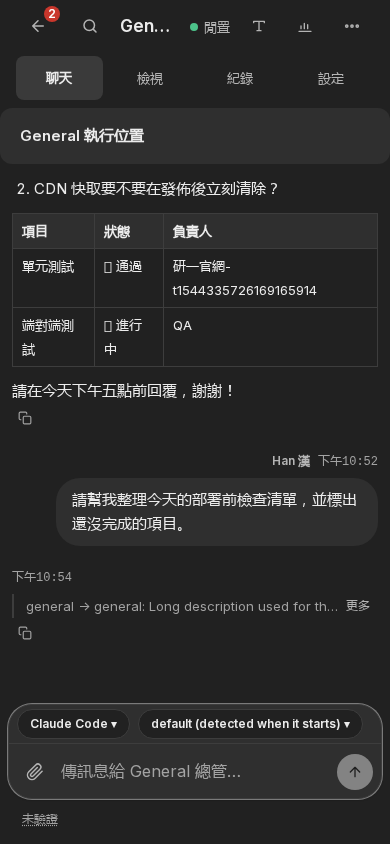 2
Gen…
閒置
聊天
檢視
紀錄
設定
General 執行位置
2. CDN 快取要不要在發佈後立刻清除？
項目 狀態 負責人
單元測試 通過 研一官網-
t1544335726169165914
端對端測 進行 QA
試 中
請在今天下午五點前回覆，謝謝！
Han 漢 下午10:52
請幫我整理今天的部署前檢查清單，並標出
還沒完成的項目。
下午10:54
general → general: Long description used for th… 更多
Claude Code ▾
default (detected when it starts) ▾
傳訊息給 General 總管…
未驗證